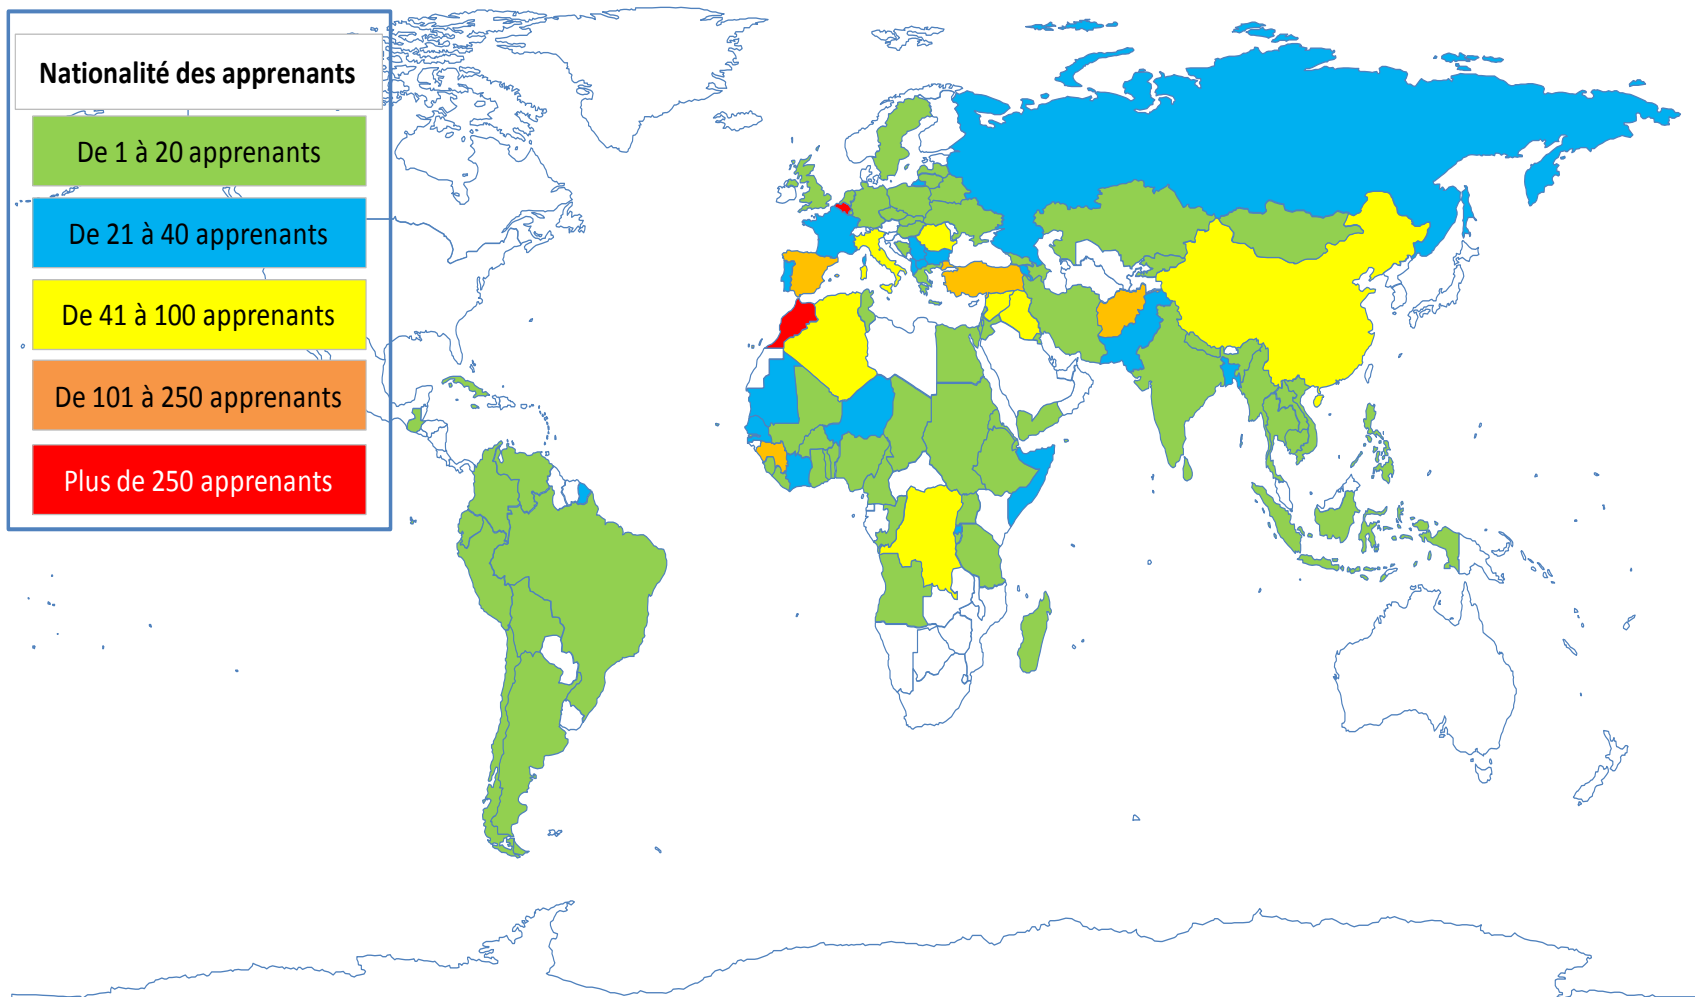 Nationalité des apprenants
De 1 à 20 apprenants
De 21 à 40 apprenants
De 41 à 100 apprenants
De 101 à 250 apprenants
Plus de 250 apprenants